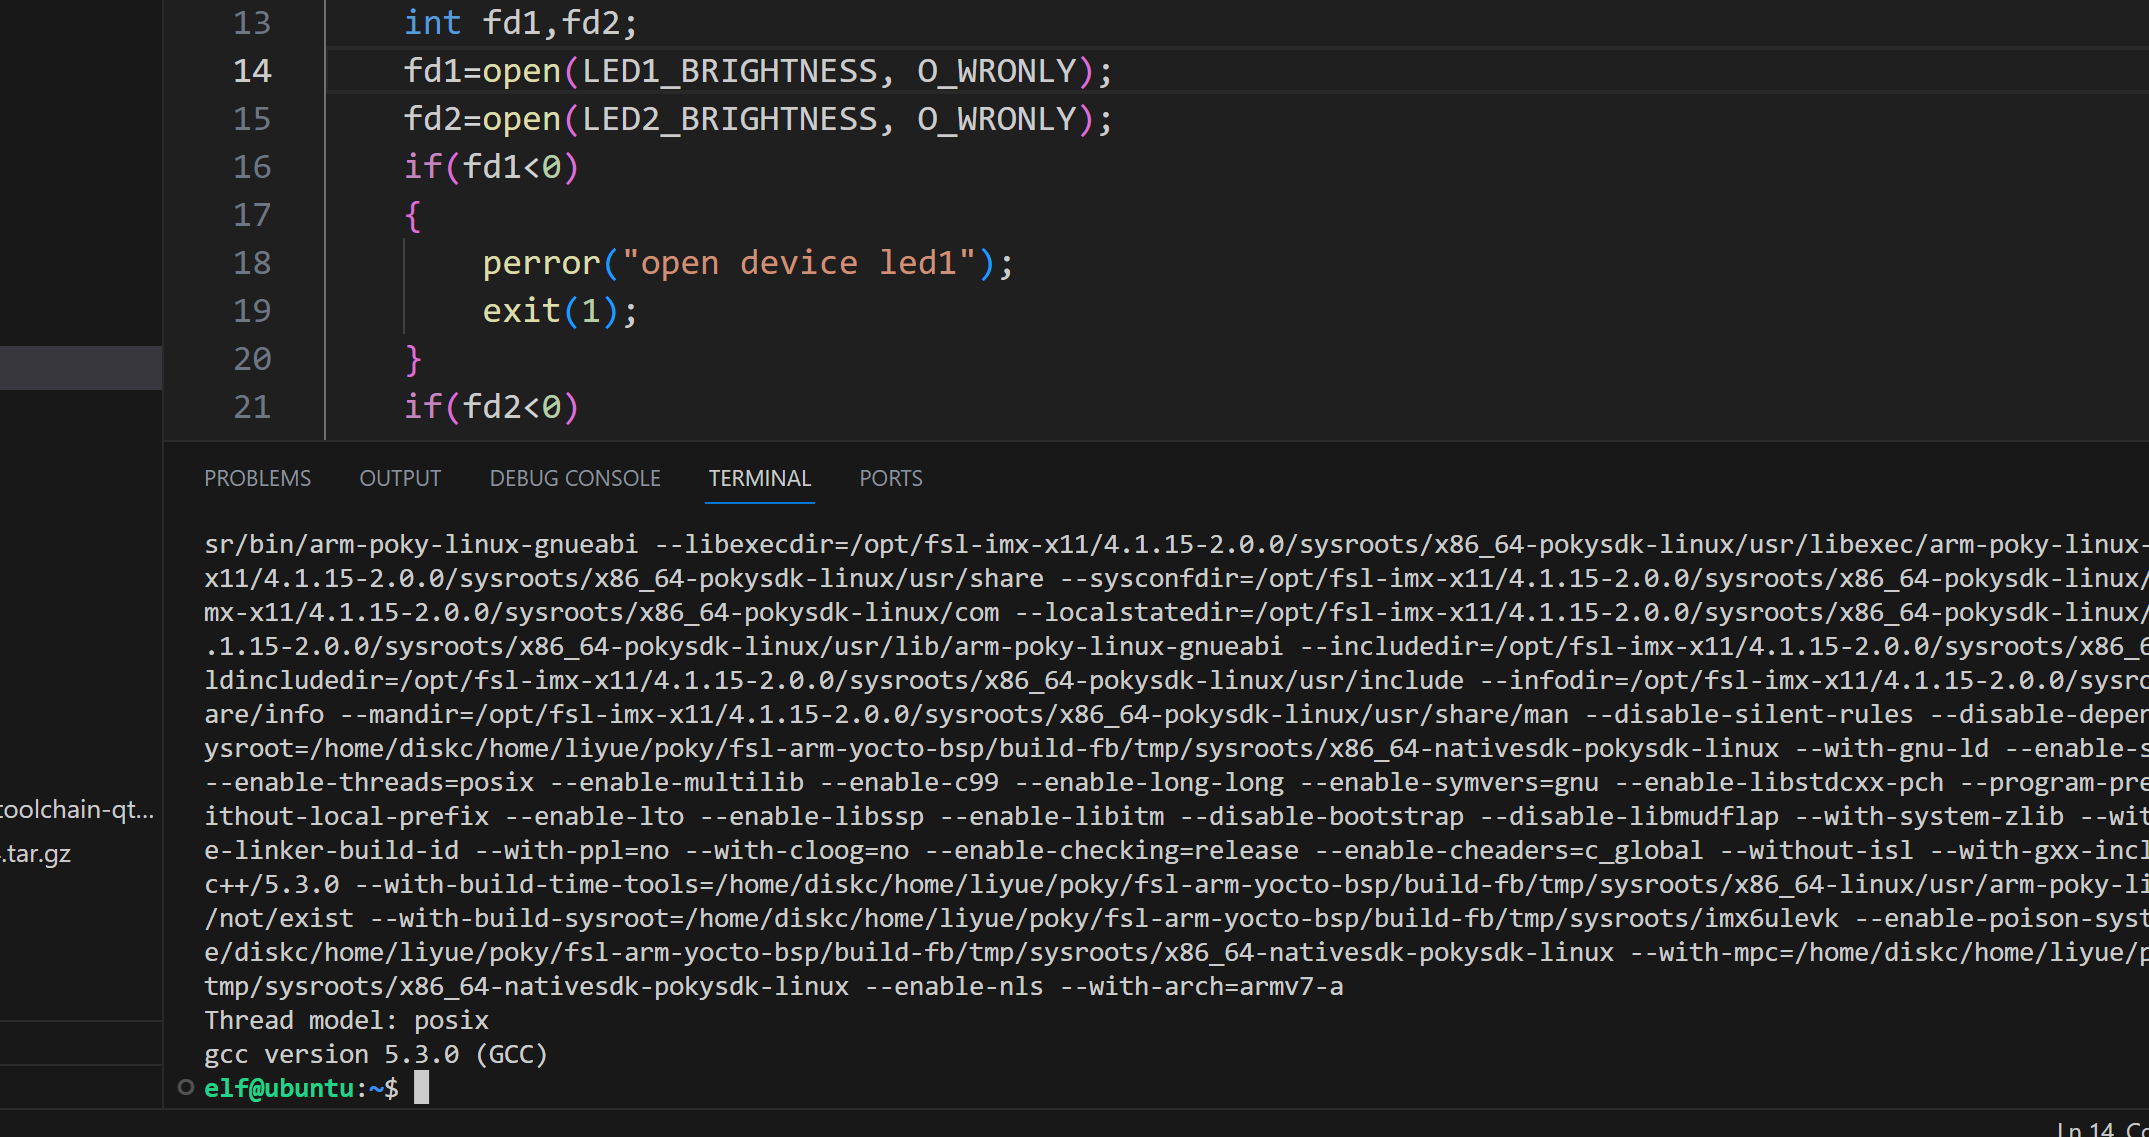 13 int fd1,fd2;
14 fd1=open(LED1_BRIGHTNESS, O_WRONLY);
15 fd2=open(LED2_BRIGHTNESS, O_WRONLY);
16 if(fd1<0)
17 {
18 perror("open device led1");
19 exit(1);
20 }
21 if(fd2<0)
PROBLEMS OUTPUT DEBUG CONSOLE TERMINAL PORTS
sr/bin/arm-poky-linux-gnueabi --libexecdir=/opt/fsl-imx-x11/4.1.15-2.0.0/sysroots/x86_64-pokysdk-linux/usr/libexec/arm-poky-linux-
x11/4.1.15-2.0.0/sysroots/x86_64-pokysdk-linux/usr/share --sysconfdir=/opt/fsl-imx-x11/4.1.15-2.0.0/sysroots/x86_64-pokysdk-linux/
mx-x11/4.1.15-2.0.0/sysroots/x86_64-pokysdk-linux/com --localstatedir=/opt/fsl-imx-x11/4.1.15-2.0.0/sysroots/x86_64-pokysdk-linux/
.1.15-2.0.0/sysroots/x86_64-pokysdk-linux/usr/lib/arm-poky-linux-gnueabi --includedir=/opt/fsl-imx-x11/4.1.15-2.0.0/sysroots/x86_6
ldincludedir=/opt/fsl-imx-x11/4.1.15-2.0.0/sysroots/x86_64-pokysdk-linux/usr/include --infodir=/opt/fsl-imx-x11/4.1.15-2.0.0/sysro
are/info --mandir=/opt/fsl-imx-x11/4.1.15-2.0.0/sysroots/x86_64-pokysdk-linux/usr/share/man --disable-silent-rules --disable-depen
ysroot=/home/diskc/home/liyue/poky/fsl-arm-yocto-bsp/build-fb/tmp/sysroots/x86_64-nativesdk-pokysdk-linux --with-gnu-ld --enable-s
--enable-threads=posix --enable-multilib --enable-c99 --enable-long-long --enable-symvers=gnu --enable-libstdcxx-pch --program-pre
toolchain-qt...
ithout-local-prefix --enable-lto --enable-libssp --enable-libitm --disable-bootstrap --disable-libmudflap --with-system-zlib --wit
.tar.gz
e-linker-build-id --with-ppl=no --with-cloog=no --enable-checking=release --enable-cheaders=c_global --without-isl --with-gxx-incl
c++/5.3.0 --with-build-time-tools=/home/diskc/home/liyue/poky/fsl-arm-yocto-bsp/build-fb/tmp/sysroots/x86_64-linux/usr/arm-poky-li
/not/exist --with-build-sysroot=/home/diskc/home/liyue/poky/fsl-arm-yocto-bsp/build-fb/tmp/sysroots/imx6ulevk --enable-poison-syst
e/diskc/home/liyue/poky/fsl-arm-yocto-bsp/build-fb/tmp/sysroots/x86_64-nativesdk-pokysdk-linux --with-mpc=/home/diskc/home/liyue/p
tmp/sysroots/x86_64-nativesdk-pokysdk-linux --enable-nls --with-arch=armv7-a
Thread model: posix
gcc version 5.3.0 (GCC)
elf@ubuntu:~$
Ln 14, Co